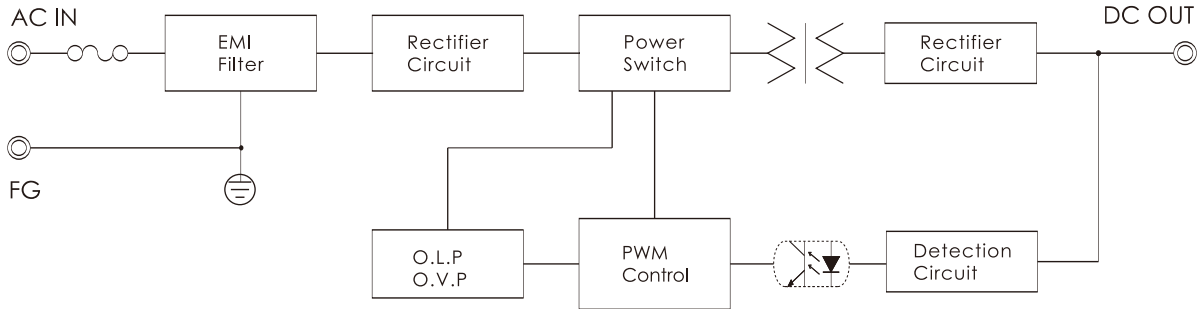 AC IN
DC OUT
EMI
Filter
Rectifier
Circuit
Power
Switch
Rectifier
Circuit
FG
O.L.P
O.V.P
PWM
Control
Detection
Circuit